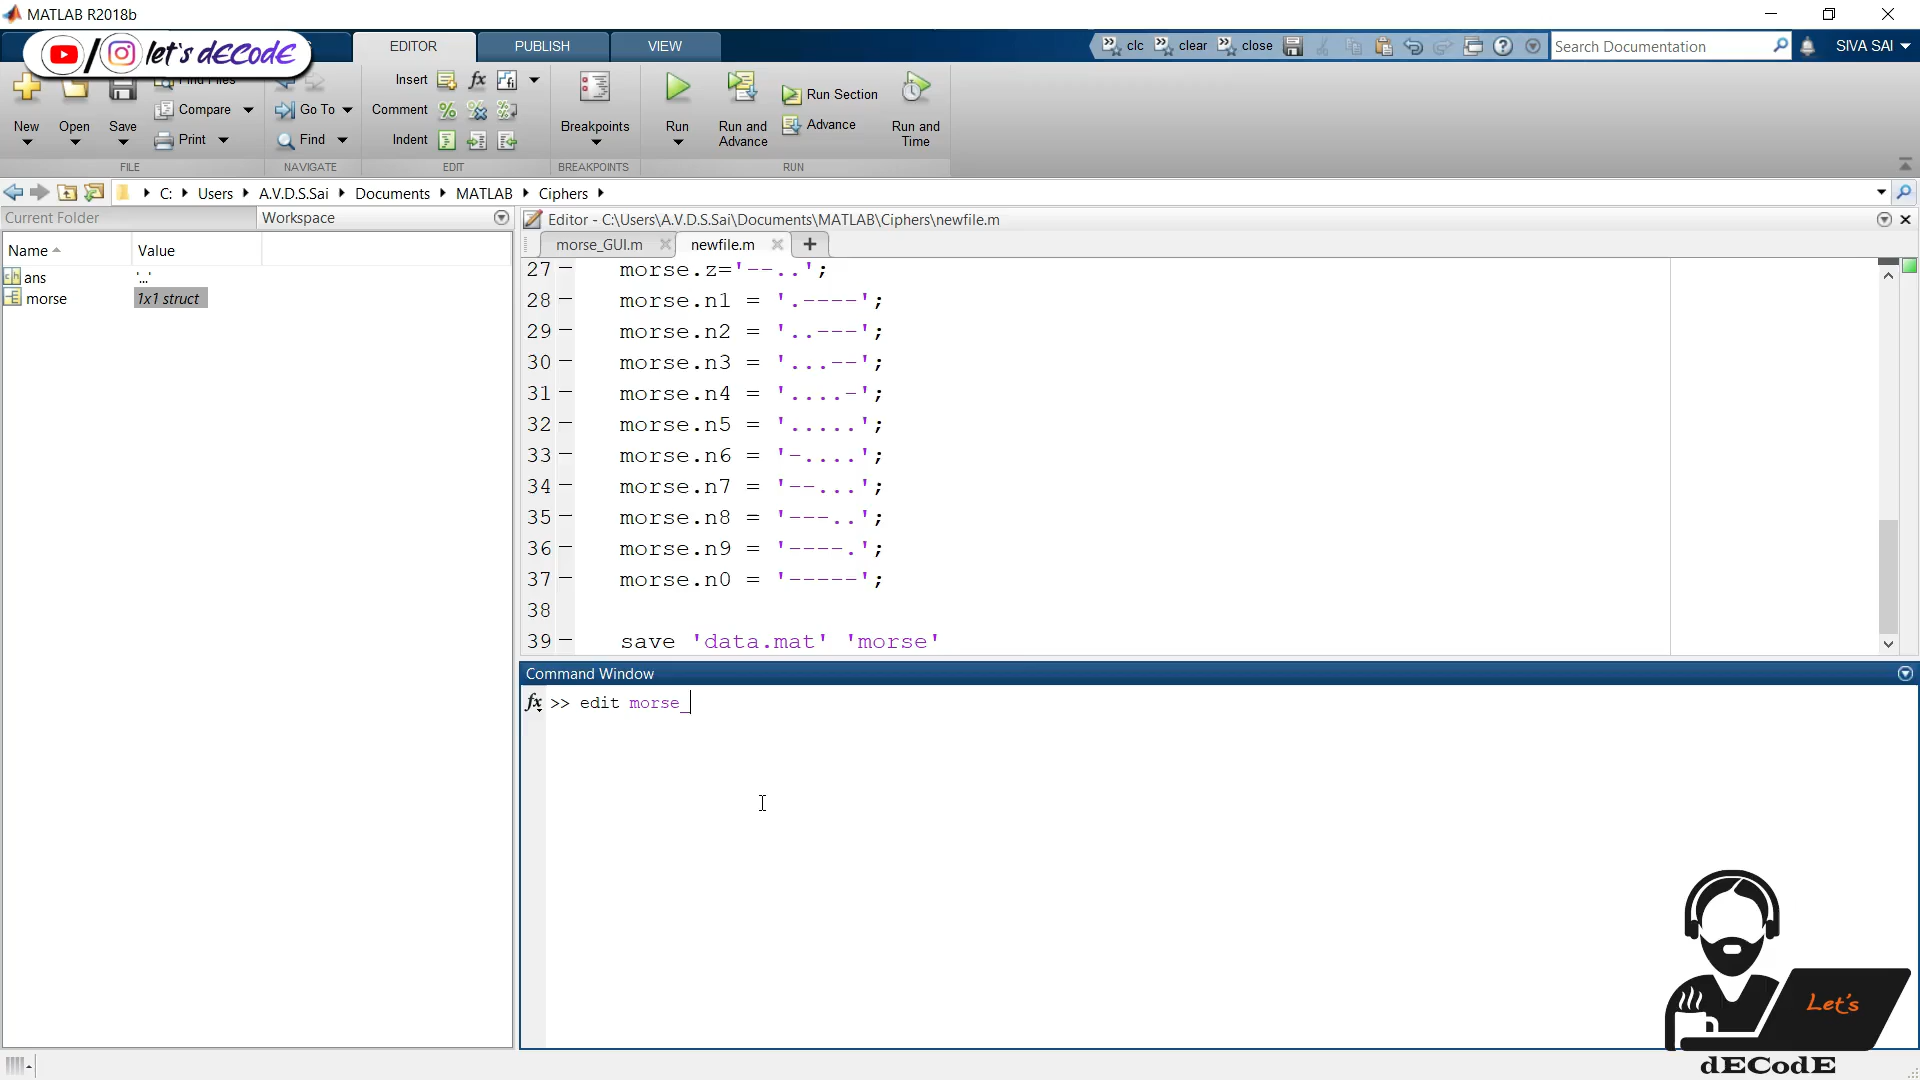 MATLAB R2018b
let's dECodE
EDITOR PUBLISH VIEW
clc clear close
Search Documentation
SIVA SAI
New
Open
Save
Find Files
Compare
Print
FILE
Go To
Find
NAVIGATE
Insert
Comment
Indent
EDIT
Breakpoints
BREAKPOINTS
Run
Run and
Advance
Run Section
Advance
Run and
Time
RUN
C: Users A.V.D.S.Sai Documents MATLAB Ciphers
Current Folder
Workspace
Name Value
ans '...'
morse 1x1 struct
Editor - C:\Users\A.V.D.S.Sai\Documents\MATLAB\Ciphers\newfile.m
morse_GUI.m newfile.m +
27 - morse.z='--..';
28 - morse.n1 = '.----';
29 - morse.n2 = '..---';
30 - morse.n3 = '...--';
31 - morse.n4 = '....-';
32 - morse.n5 = '.....';
33 - morse.n6 = '-....';
34 - morse.n7 = '--...';
35 - morse.n8 = '---..';
36 - morse.n9 = '----.';
37 - morse.n0 = '-----';
38
39 - save 'data.mat' 'morse'
Command Window
fx >> edit morse_
Let's
dECodE